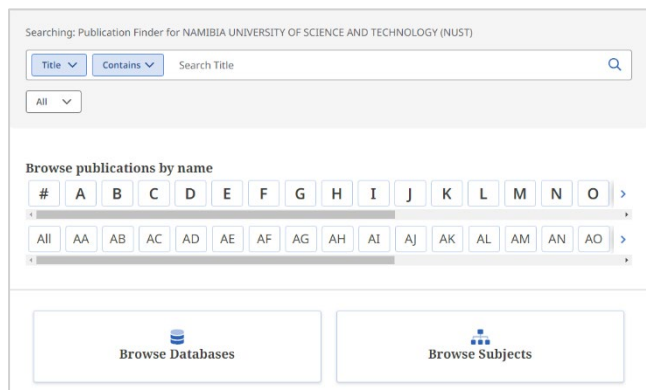 Searching: Publication Finder for NAMIBIA UNIVERSITY OF SCIENCE AND TECHNOLOGY (NUST)
Title Contains Search Title
All
Browse publications by name
# A B C D E F G H I J K L M N O
All AA AB AC AD AE AF AG AH AI AJ AK AL AM AN AO
Browse Databases Browse Subjects